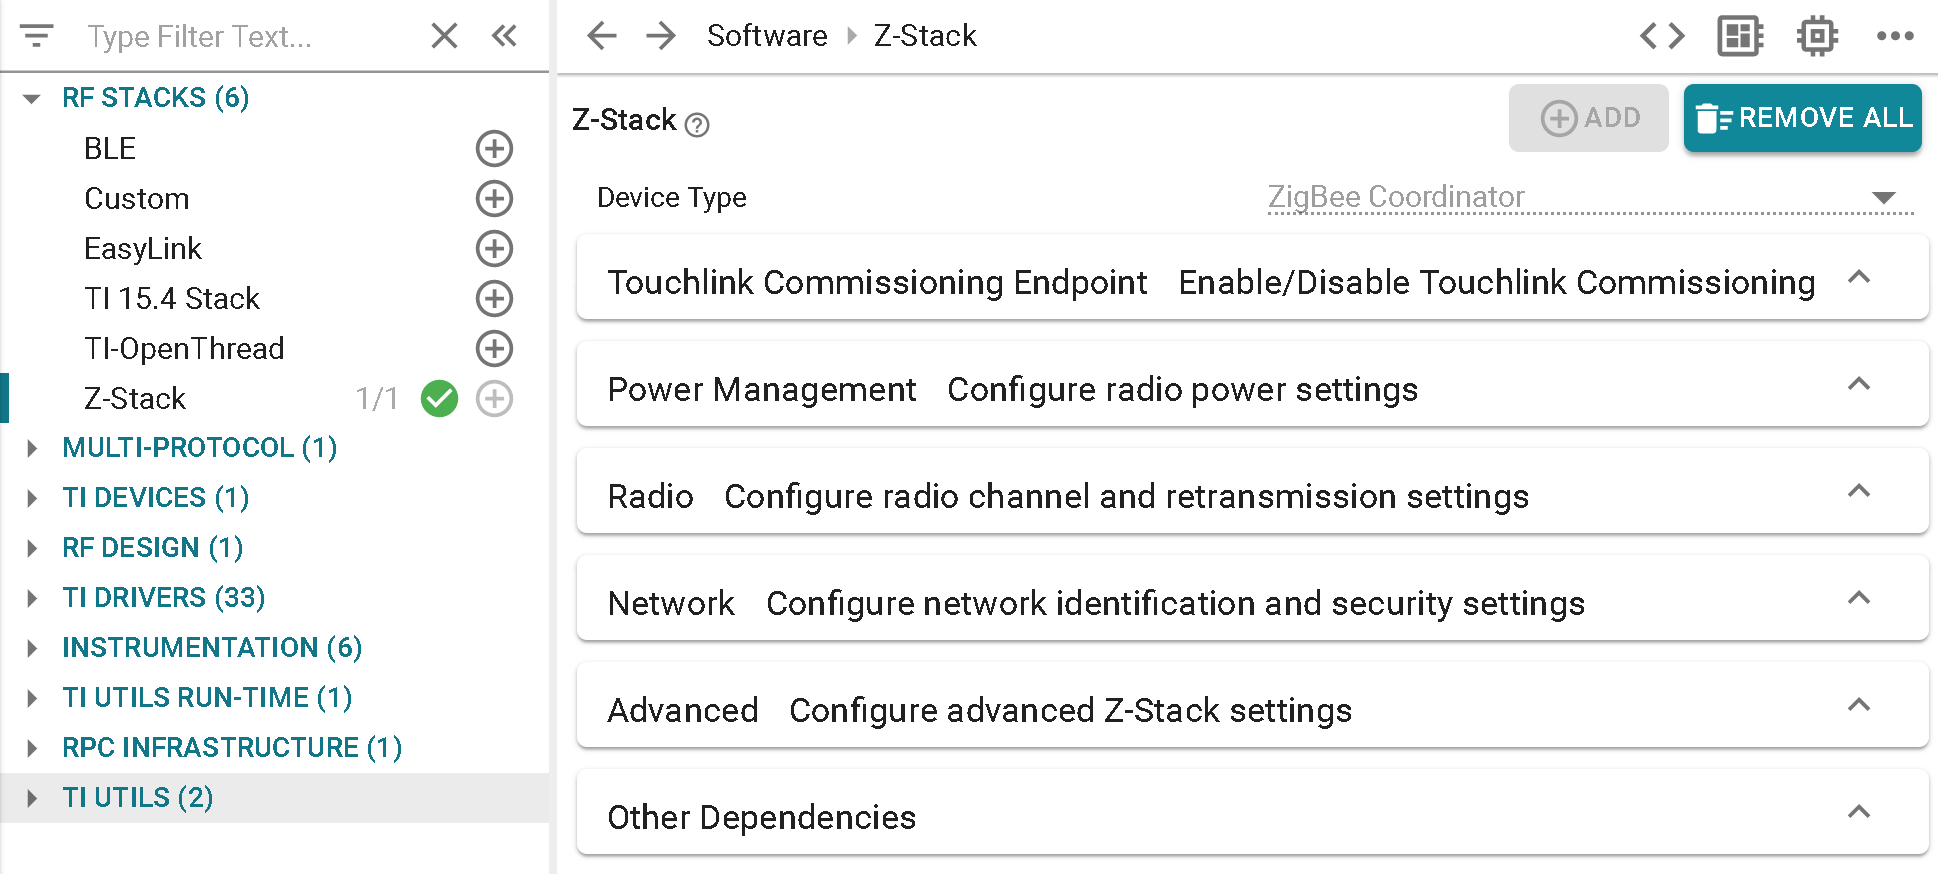 Type Filter Text...
RF STACKS (6)
BLE
Custom
EasyLink
TI 15.4 Stack
TI-OpenThread
Z-Stack 1/1
MULTI-PROTOCOL (1)
TI DEVICES (1)
RF DESIGN (1)
TI DRIVERS (33)
INSTRUMENTATION (6)
TI UTILS RUN-TIME (1)
RPC INFRASTRUCTURE (1)
TI UTILS (2)
Software Z-Stack
Z-Stack ADD REMOVE ALL
Device Type ZigBee Coordinator
Touchlink Commissioning Endpoint Enable/Disable Touchlink Commissioning
Power Management Configure radio power settings
Radio Configure radio channel and retransmission settings
Network Configure network identification and security settings
Advanced Configure advanced Z-Stack settings
Other Dependencies